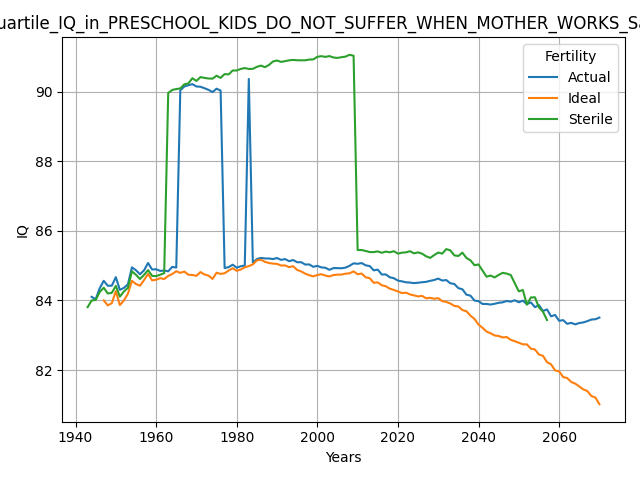 uartile_IQ_in_PRESCHOOL_KIDS_DO_NOT_SUFFER_WHEN_MOTHER_WORKS_Sa
Fertility
Actual
Ideal
Sterile
IQ
90
88
86
84
82
1940 1960 1980 2000 2020 2040 2060
Years